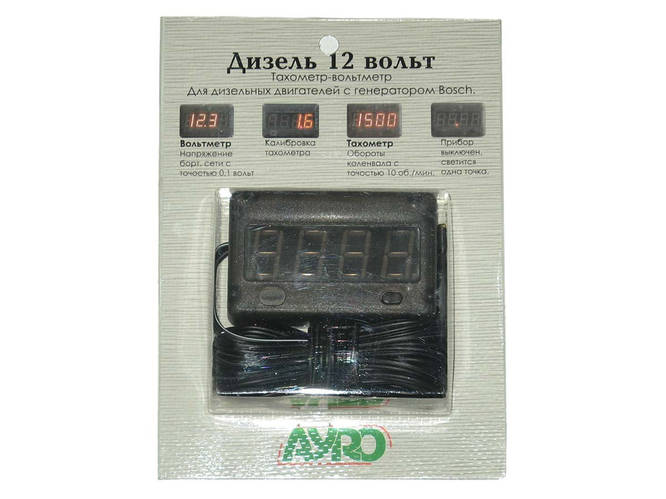 Дизель 12 вольт
Тахометр-вольтметр
Для дизельных двигателей с генератором Bosch.
12.3
1.6
1500
Вольтметр
Напряжение
борт. сети с
точностью 0,1 вольт
Калибровка
тахометра
Тахометр
Обороты
коленвала с
точностью 10 об./мин.
Прибор
выключен,
светится
одна точка.
AYRO